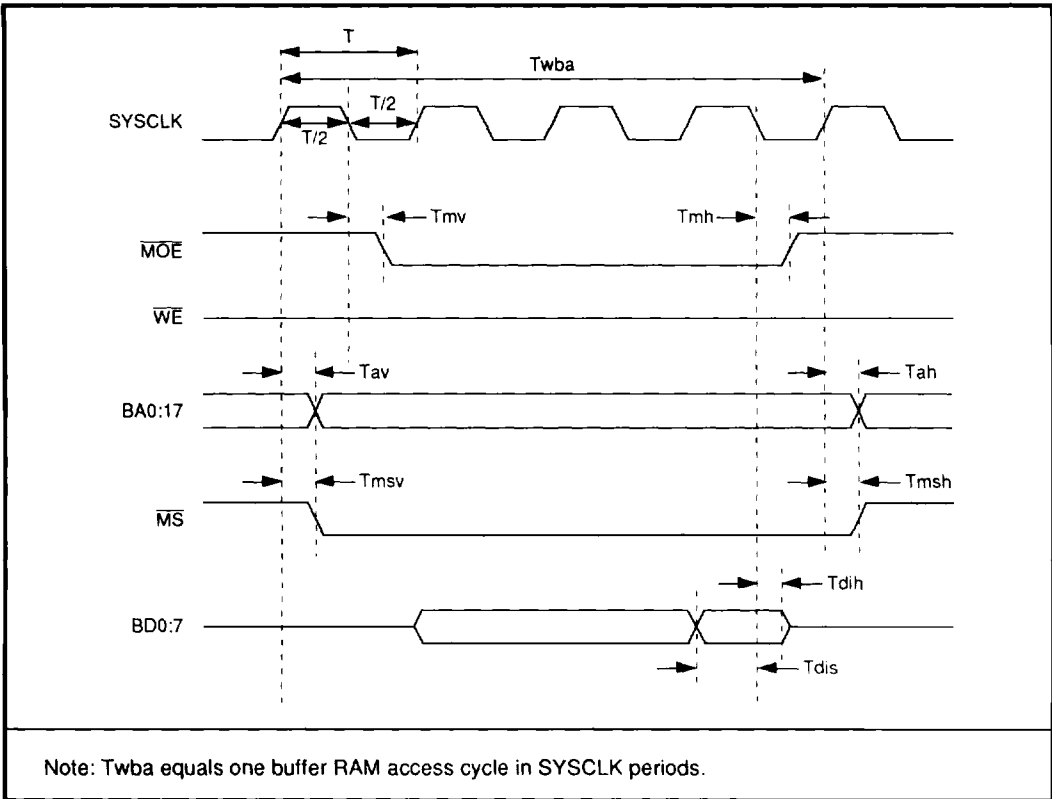 T
Twba
SYSCLK
T/2
T/2
Tmv
Tmh
MOE
WE
Tav
Tah
BA0:17
Tmsv
Tmsh
MS
Tdih
BD0:7
Tdis
Note: Twba equals one buffer RAM access cycle in SYSCLK periods.